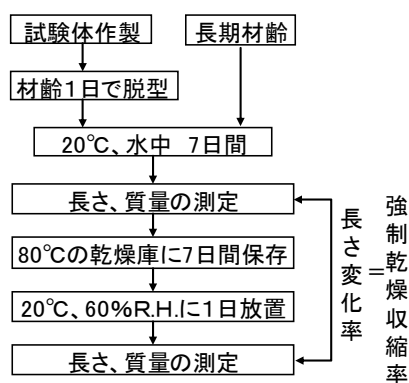 試験体作製
長期材齢
材齢1日で脱型
20℃、水中 7日間
長さ、質量の測定
80℃の乾燥庫に7日間保存
20℃、60%R.H.に1日放置
長さ、質量の測定
長さ変化率
=
強制乾燥収縮率